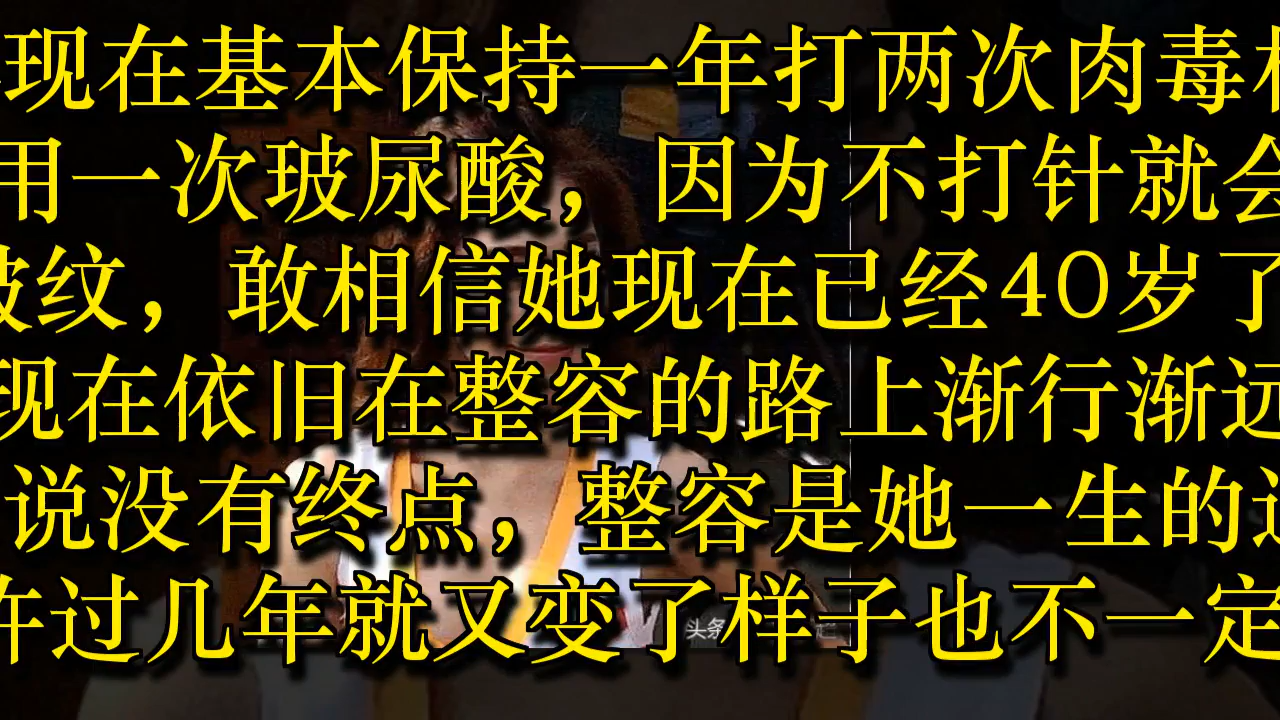 现在基本保持一年打两次肉毒
用一次玻尿酸，因为不打针就会
纹，敢相信她现在已经40岁了
现在依旧在整容的路上渐行渐远
说没有终点，整容是她一生的
许过几年就又变了样子也不一定
头条